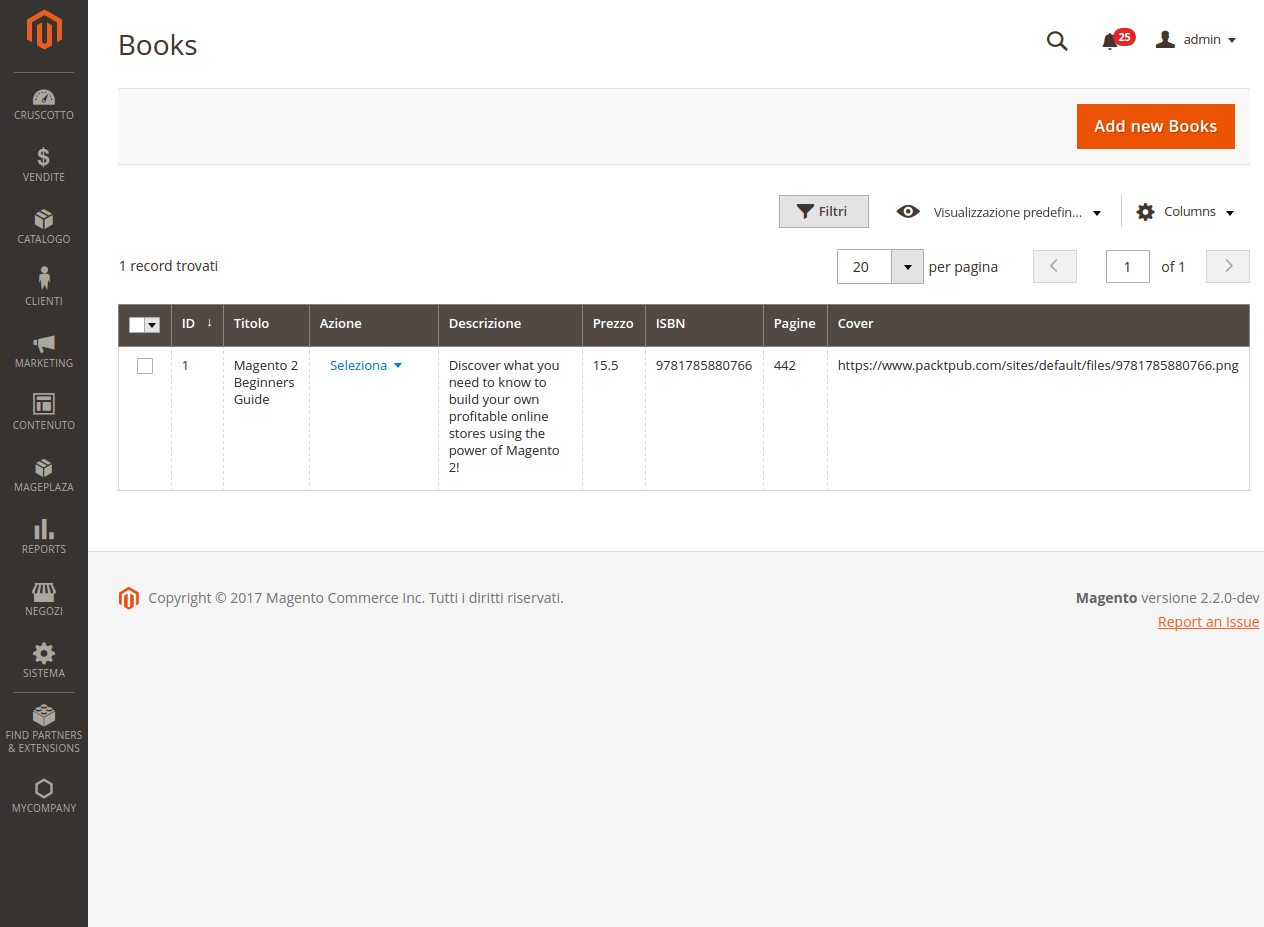 Books
25
admin
CRUSCOTTO
VENDITE
CATALOGO
CLIENTI
MARKETING
CONTENUTO
MAGEPLAZA
REPORTS
NEGOZI
SISTEMA
FIND PARTNERS
& EXTENSIONS
MYCOMPANY
Add new Books
Filtri
Visualizzazione predefin...
Columns
1 record trovati
20
per pagina
1
of 1
ID ↓ Titolo Azione Descrizione Prezzo ISBN Pagine Cover
1
Magento 2
Beginners
Guide
Seleziona
Discover what you
need to know to
build your own
profitable online
stores using the
power of Magento
2!
15.5
9781785880766
442
https://www.packtpub.com/sites/default/files/9781785880766.png
Copyright © 2017 Magento Commerce Inc. Tutti i diritti riservati.
Magento versione 2.2.0-dev
Report an Issue